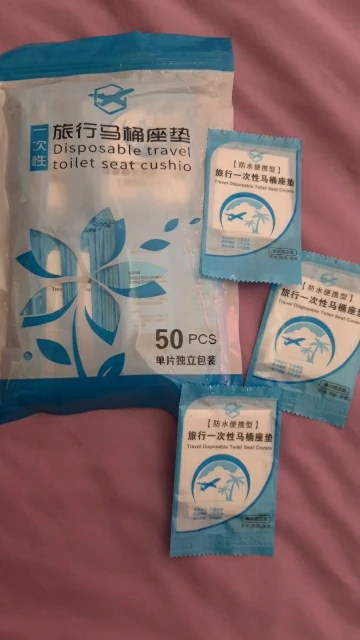 一次性
旅行马桶座垫
Disposable travel
toilet seat cushio
50 PCS
单片独立包装
【防水便携型】
旅行一次性马桶座垫
Travel Disposable Toilet Seat Covers
【防水便携型】
旅行一次性马桶座垫
Travel Disposable Toilet Seat Covers
【防水便携型】
旅行一次性马桶座垫
Travel Disposable Toilet Seat Covers